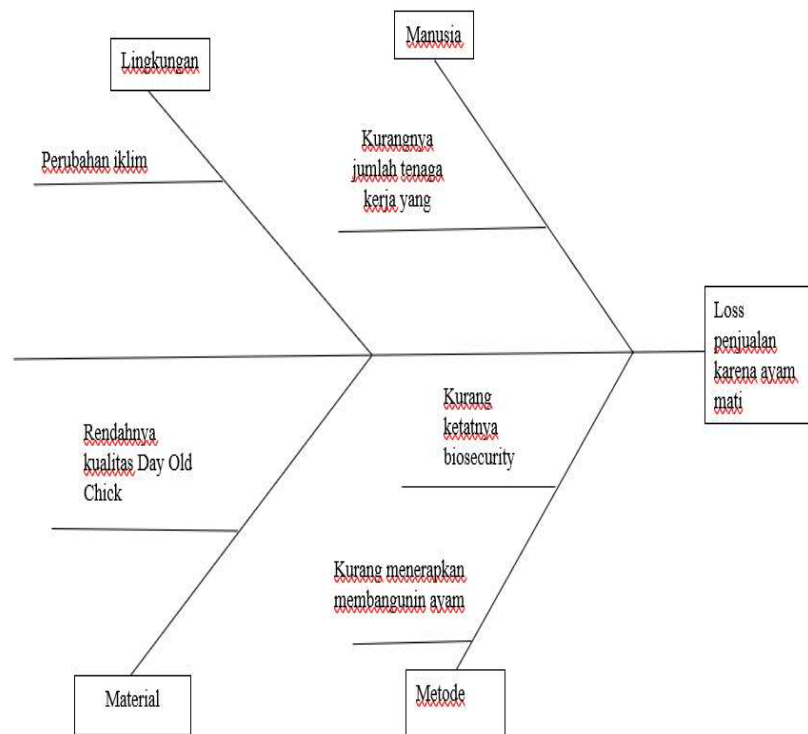 Lingkungan
Manusia
Perubahan iklim
Kurangnya
jumlah tenaga
kerja yang
Loss
penjualan
karena ayam
mati
Rendahnya
kualitas Day Old
Chick
Kurang
ketatnya
biosecurity
Kurang menerapkan
membangunin ayam
Material
Metode